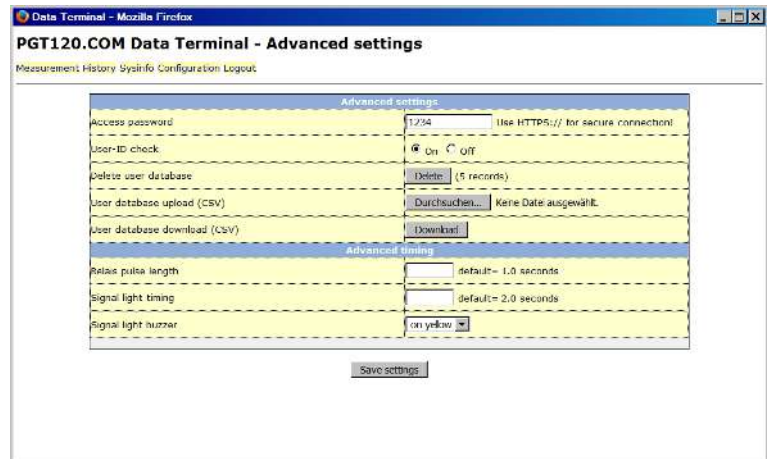 Data Terminal - Mozilla Firefox
PGT120.COM Data Terminal - Advanced settings
Measurement History Sysinfo Configuration Logout
Advanced settings
Access password 1234 Use HTTPS:// for secure connection!
User-ID check On Off
Delete user database Delete (5 records)
User database upload (CSV) Durchsuchen... Keine Datei ausgewählt.
User database download (CSV) Download
Advanced timing
Relais pulse length default= 1.0 seconds
Signal light timing default= 2.0 seconds
Signal light buzzer on yellow
Save settings